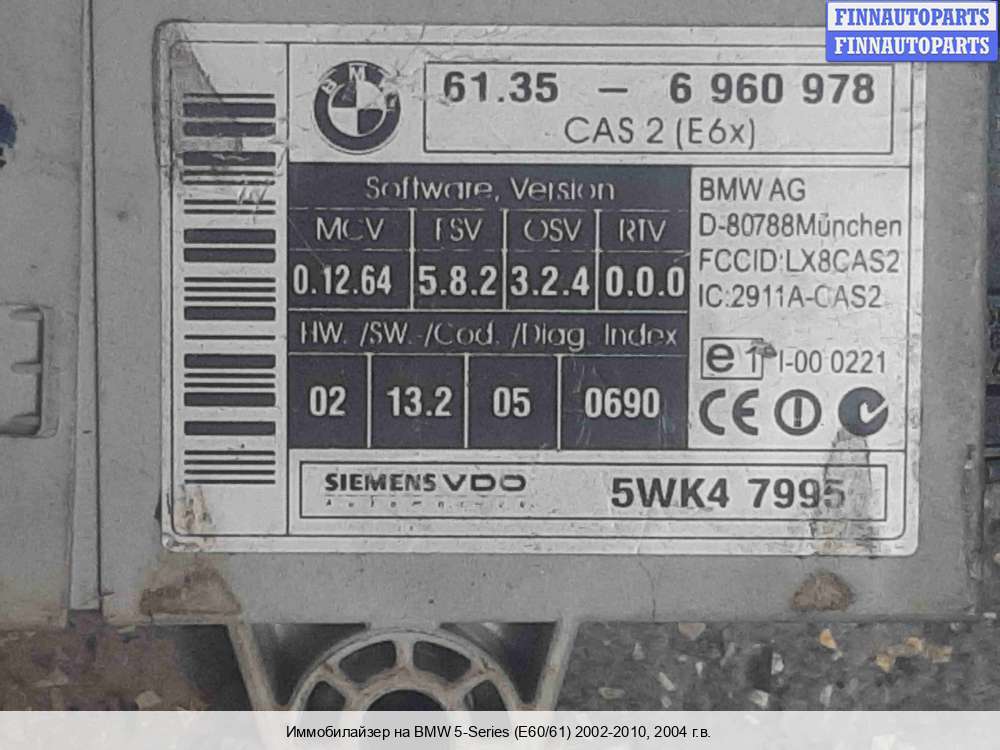 FINNAUTOPARTS
FINNAUTOPARTS
BMW
61.35 - 6 960 978
CAS 2 (E6x)
Software, Version
MCV FSV OSV RTV
0.12.64 5.8.2 3.2.4 0.0.0
HW. /SW.-/Cod. /Diag. Index
02 13.2 05 0690
BMW AG
D-80788München
FCCID:LX8CAS2
IC:2911A-CAS2
e1 I-00 0221
CE
SIEMENS VDO
Automotive
5WK4 7995
Иммобилайзер на BMW 5-Series (E60/61) 2002-2010, 2004 г.в.